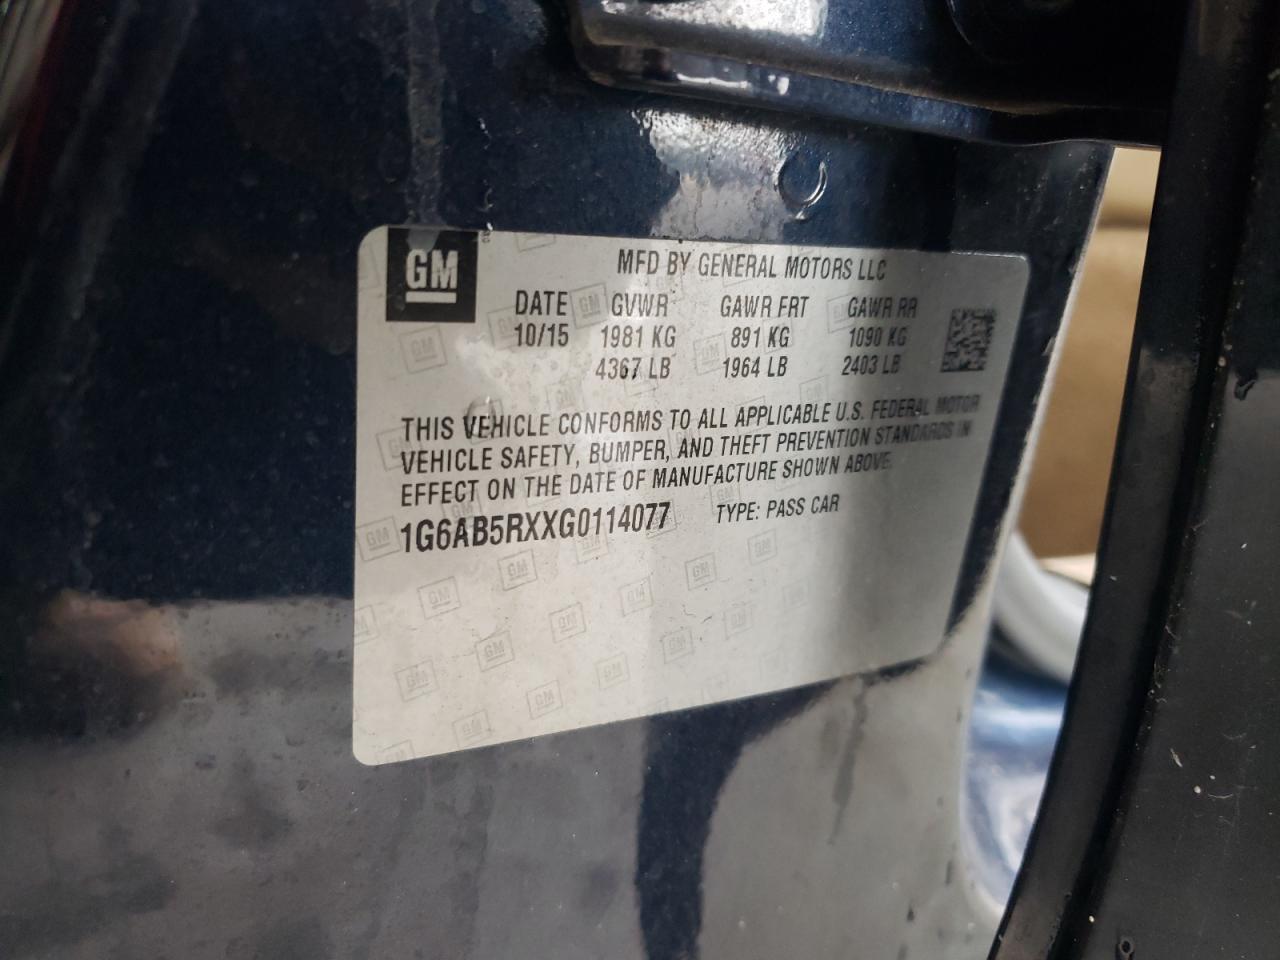 GM
MFD BY GENERAL MOTORS LLC
DATE GVWR GAWR FRT GAWR RR
10/15 1981 KG 891 KG 1090 KG
4367 LB 1964 LB 2403 LB
THIS VEHICLE CONFORMS TO ALL APPLICABLE U.S. FEDERAL MOTOR
VEHICLE SAFETY, BUMPER, AND THEFT PREVENTION STANDARDS IN
EFFECT ON THE DATE OF MANUFACTURE SHOWN ABOVE.
1G6AB5RXXG0114077 TYPE: PASS CAR